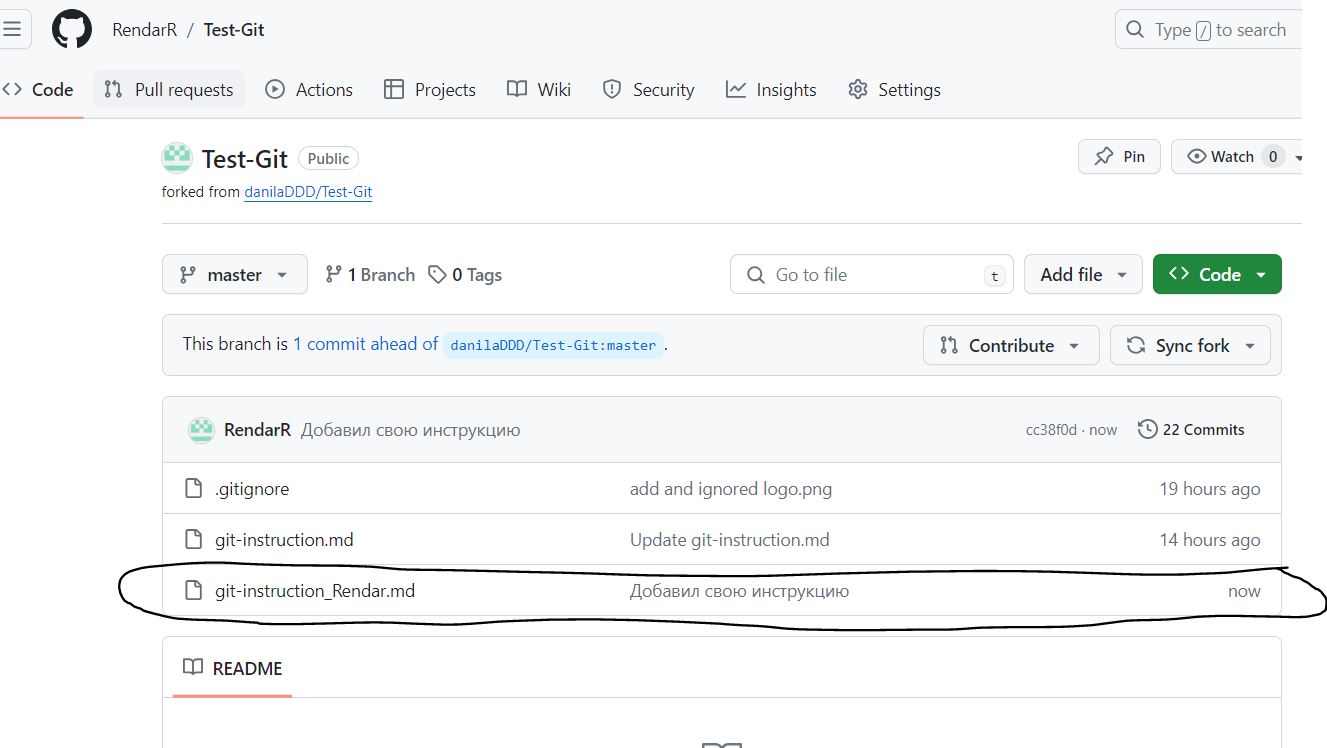 RendarR / Test-Git
Type / to search
Code Pull requests Actions Projects Wiki Security Insights Settings
Test-Git Public
Pin Watch 0
forked from danilaDDD/Test-Git
master 1 Branch 0 Tags
Go to file t Add file Code
This branch is 1 commit ahead of danilaDDD/Test-Git:master.
Contribute Sync fork
RendarR Добавил свою инструкцию cc38f0d · now 22 Commits
.gitignore add and ignored logo.png 19 hours ago
git-instruction.md Update git-instruction.md 14 hours ago
git-instruction_Rendar.md Добавил свою инструкцию now
README